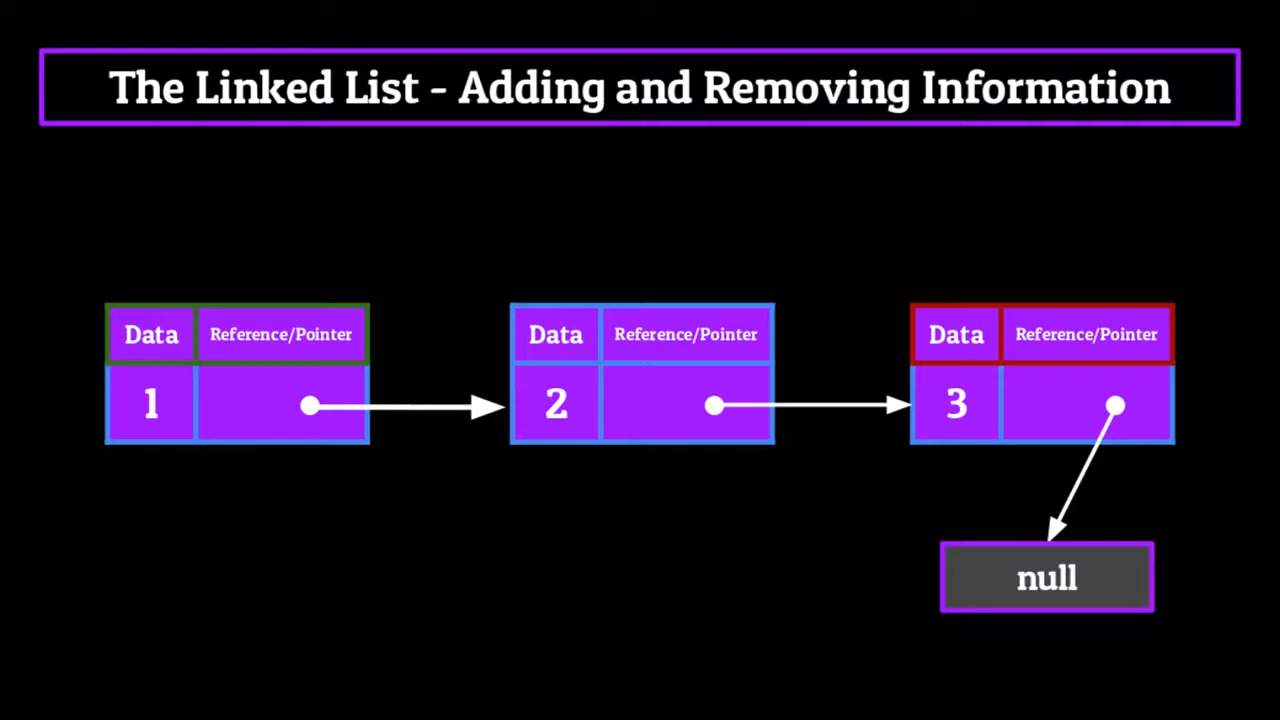 The Linked List - Adding and Removing Information
Data Reference/Pointer Data Reference/Pointer Data Reference/Pointer
1 2 3
null